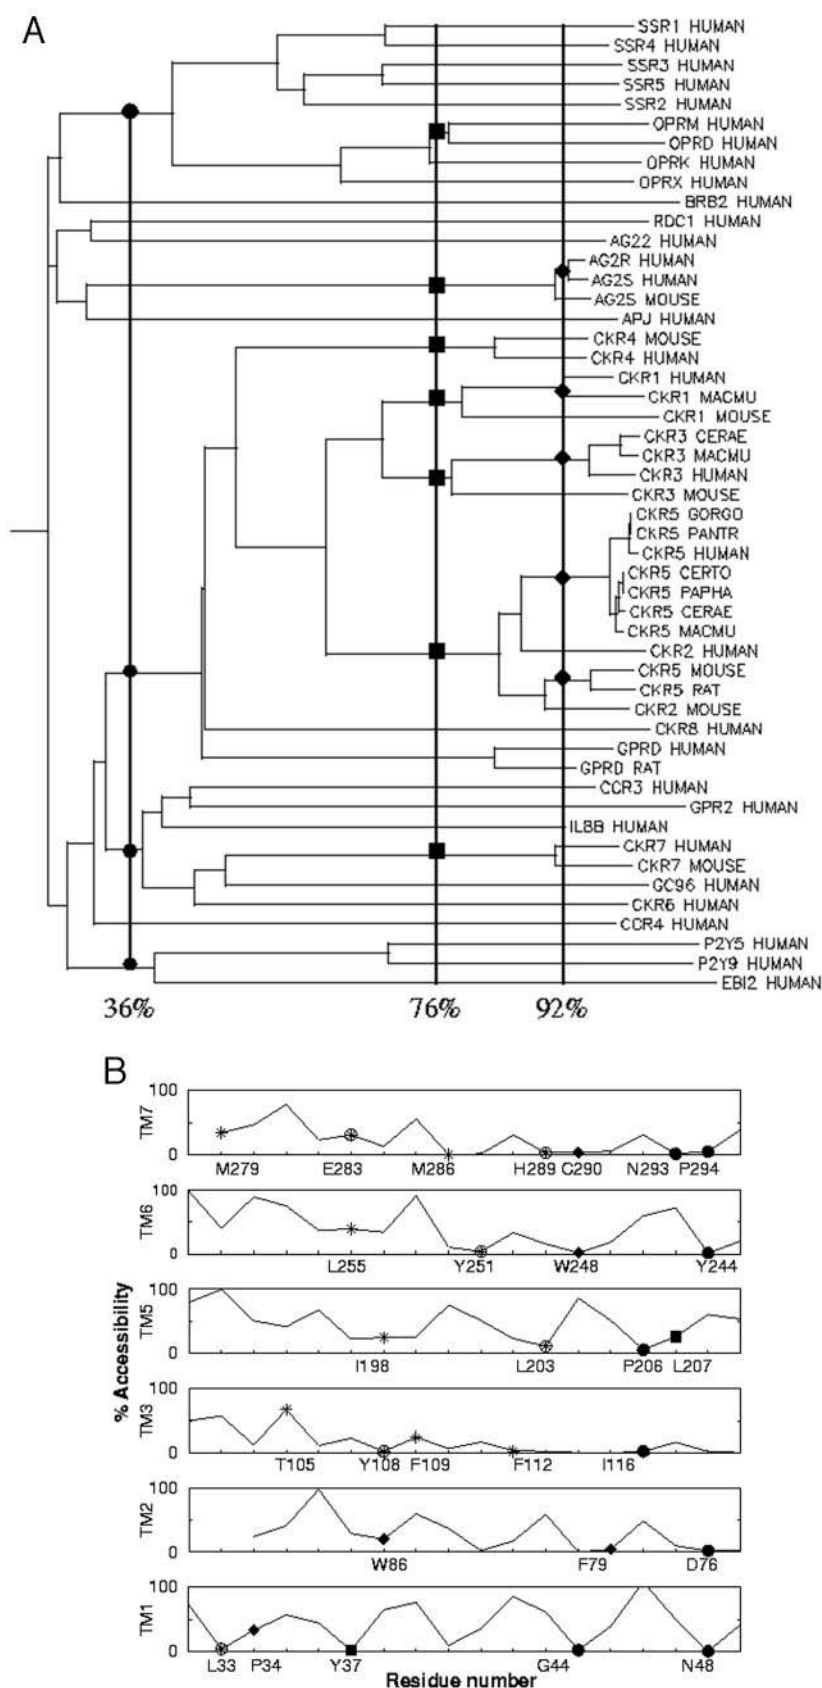 A
SSR1 HUMAN
SSR4 HUMAN
SSR3 HUMAN
SSR5 HUMAN
SSR2 HUMAN
OPRM HUMAN
OPRD HUMAN
OPRK HUMAN
OPRX HUMAN
BRB2 HUMAN
RDC1 HUMAN
AG22 HUMAN
AG2R HUMAN
AG2S HUMAN
AG2S MOUSE
APJ HUMAN
CKR4 MOUSE
CKR4 HUMAN
CKR1 HUMAN
CKR1 MACMU
CKR1 MOUSE
CKR3 CERAE
CKR3 MACMU
CKR3 HUMAN
CKR3 MOUSE
CKR5 GORGO
CKR5 PANTR
CKR5 HUMAN
CKR5 CERTO
CKR5 PAPHA
CKR5 CERAE
CKR5 MACMU
CKR2 HUMAN
CKR5 MOUSE
CKR5 RAT
CKR2 MOUSE
CKR8 HUMAN
GPRD HUMAN
GPRD RAT
CCR3 HUMAN
GPR2 HUMAN
IL8B HUMAN
CKR7 HUMAN
CKR7 MOUSE
GC96 HUMAN
CKR6 HUMAN
CCR4 HUMAN
P2Y5 HUMAN
P2Y9 HUMAN
EBI2 HUMAN
36% 76% 92%
B
% Accessibility
TM7
100
0
M279 E283 M286 H289 C290 N293 P294
TM6
100
0
L255 Y251 W248 Y244
TM5
100
0
I198 L203 P206 L207
TM3
100
0
T105 Y108 F109 F112 I116
TM2
100
0
W86 F79 D76
TM1
100
0
L33 P34 Y37 G44 N48
Residue number